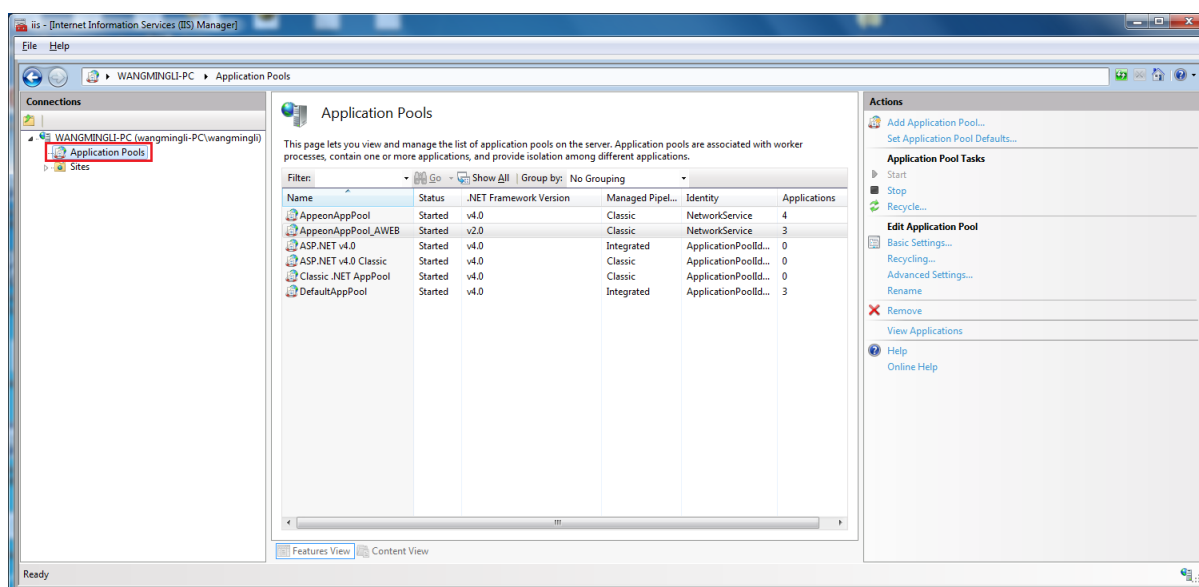 iis - [Internet Information Services (IIS) Manager]
File Help
WANGMINGLI-PC Application Pools
Connections
WANGMINGLI-PC (wangmingli-PC\wangmingli)
Application Pools
Sites
Application Pools
This page lets you view and manage the list of application pools on the server. Application pools are associated with worker
processes, contain one or more applications, and provide isolation among different applications.
Filter: Go Show All Group by: No Grouping
Name Status .NET Framework Version Managed Pipel... Identity Applications
AppeonAppPool Started v4.0 Classic NetworkService 4
AppeonAppPool_AWEB Started v2.0 Classic NetworkService 3
ASP.NET v4.0 Started v4.0 Integrated ApplicationPoolId... 0
ASP.NET v4.0 Classic Started v4.0 Classic ApplicationPoolId... 0
Classic .NET AppPool Started v4.0 Classic ApplicationPoolId... 0
DefaultAppPool Started v4.0 Integrated ApplicationPoolId... 3
Features View Content View
Actions
Add Application Pool...
Set Application Pool Defaults...
Application Pool Tasks
Start
Stop
Recycle...
Edit Application Pool
Basic Settings...
Recycling...
Advanced Settings...
Rename
Remove
View Applications
Help
Online Help
Ready